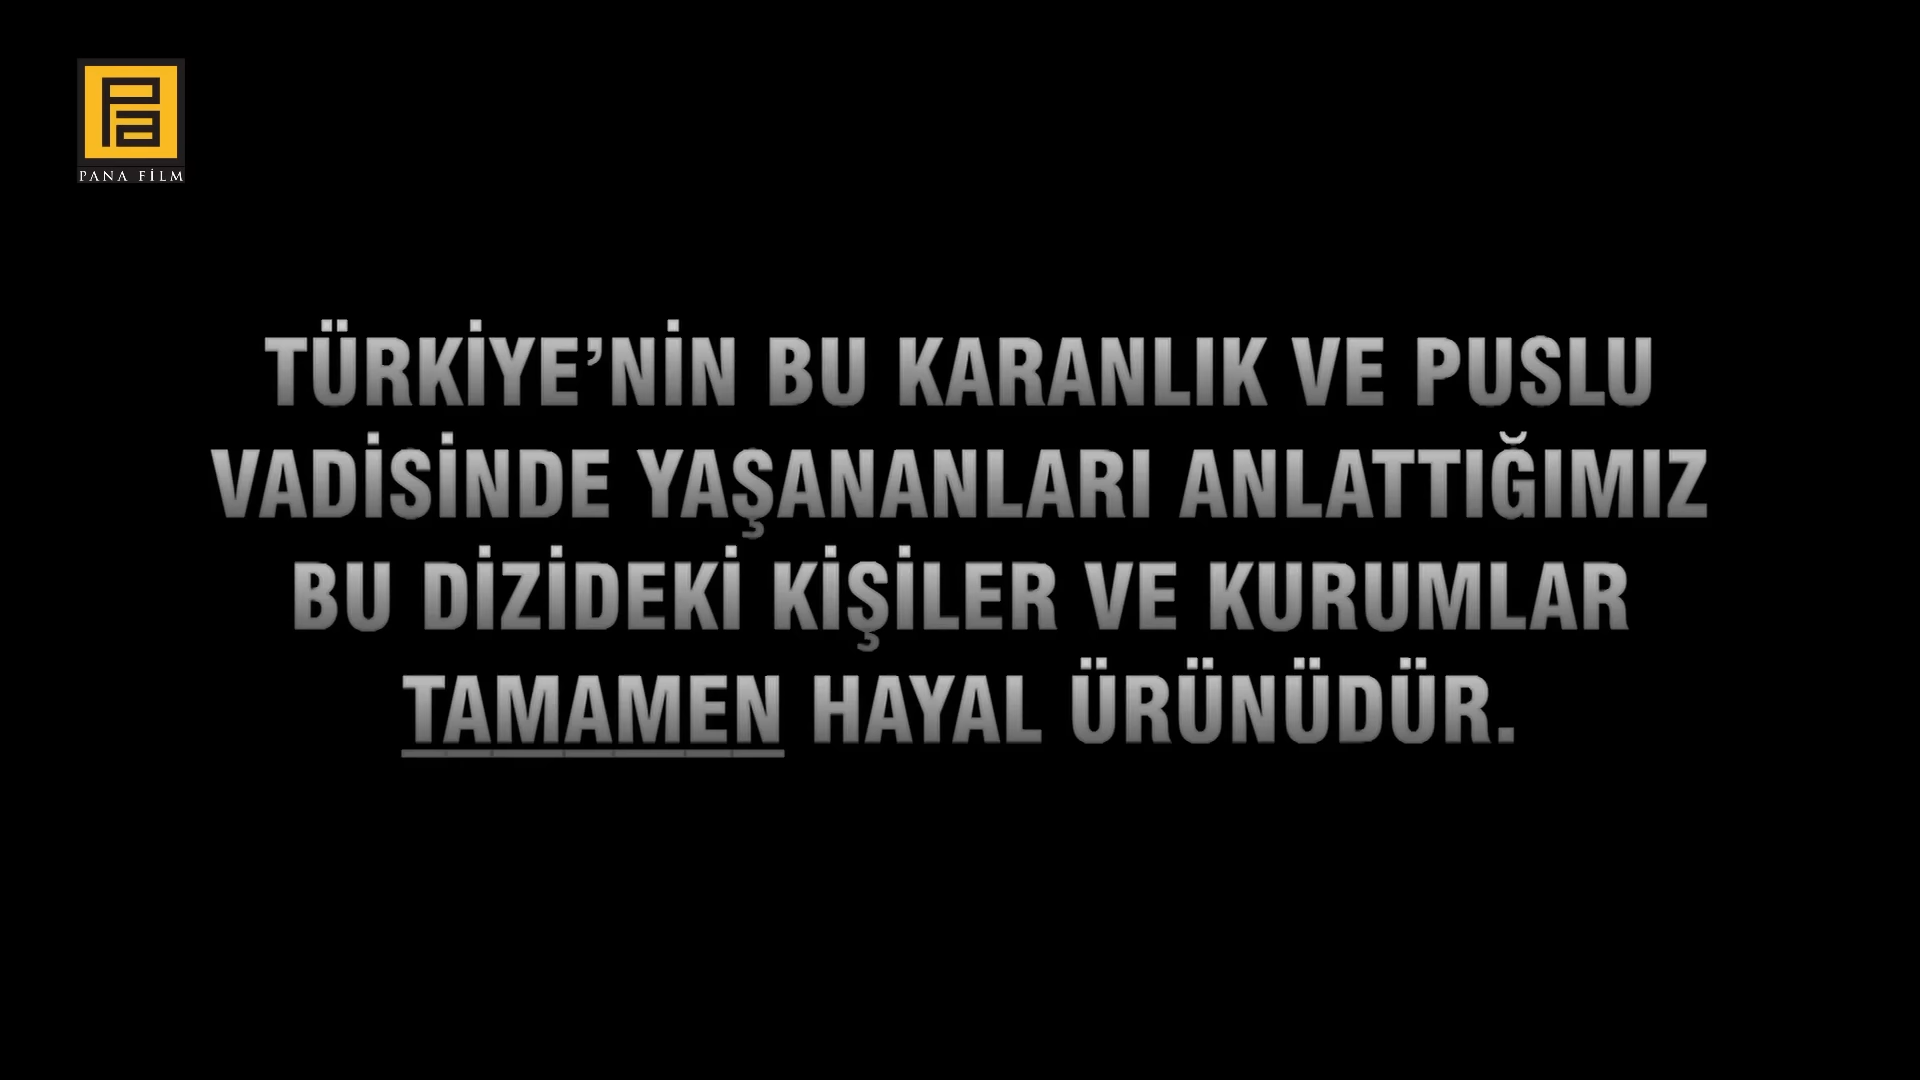 PANA FİLM
TÜRKİYE’NİN BU KARANLIK VE PUSLU
VADİSİNDE YAŞANANLARI ANLATTIĞIMIZ
BU DİZİDEKİ KİŞİLER VE KURUMLAR
TAMAMEN HAYAL ÜRÜNÜDÜR.